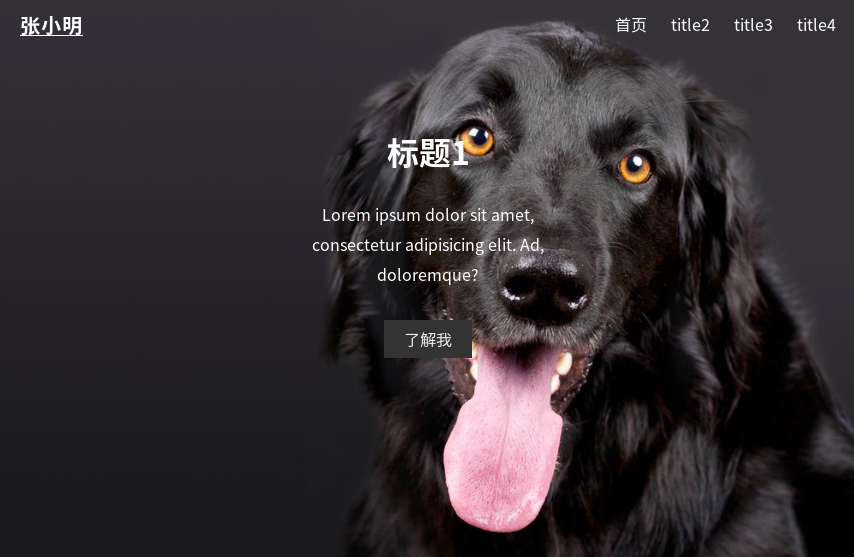 张小明
首页 title2 title3 title4
标题1
Lorem ipsum dolor sit amet,
consectetur adipisicing elit. Ad,
doloremque?
了解我